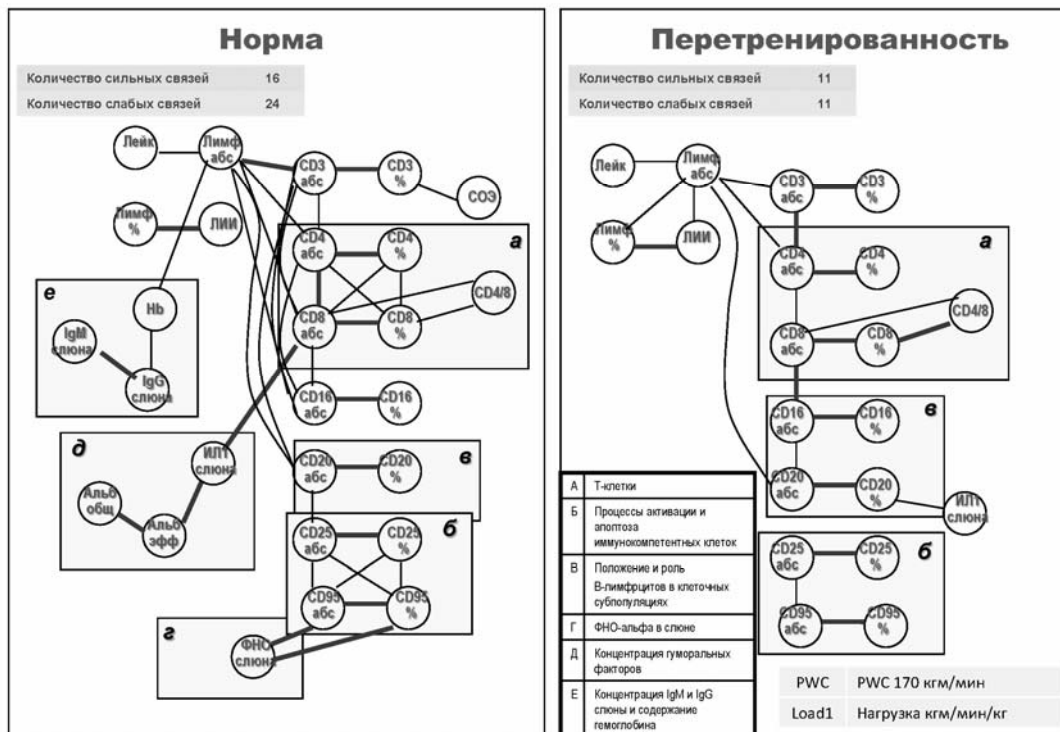 Норма
Количество сильных связей 16
Количество слабых связей 24
Лейк
Лимф
абс
CD3
абс
CD3
%
СОЭ
Лимф
%
ЛИИ
а
CD4
абс
CD4
%
CD4/8
CD8
абс
CD8
%
е
Hb
IgM
слюна
IgG
слюна
CD16
абс
CD16
%
д
ИЛ1
слюна
Альб
общ
Альб
эфф
в
CD20
абс
CD20
%
б
CD25
абс
CD25
%
CD95
абс
CD95
%
г
ФНО
слюна
Перетренированность
Количество сильных связей 11
Количество слабых связей 11
Лейк
Лимф
абс
CD3
абс
CD3
%
Лимф
%
ЛИИ
а
CD4
абс
CD4
%
CD4/8
CD8
абс
CD8
%
в
CD16
абс
CD16
%
CD20
абс
CD20
%
ИЛ1
слюна
б
CD25
абс
CD25
%
CD95
абс
CD95
%
А Т-клетки
Б Процессы активации и
апоптоза
иммунокомпетентных клеток
В Положение и роль
В-лимфрцитов в клеточных
субпопуляциях
Г ФНО-альфа в слюне
Д Концентрация гуморальных
факторов
Е Концентрация IgM и IgG
слюны и содержание
гемоглобина
PWC PWC 170 кгм/мин
Load1 Нагрузка кгм/мин/кг